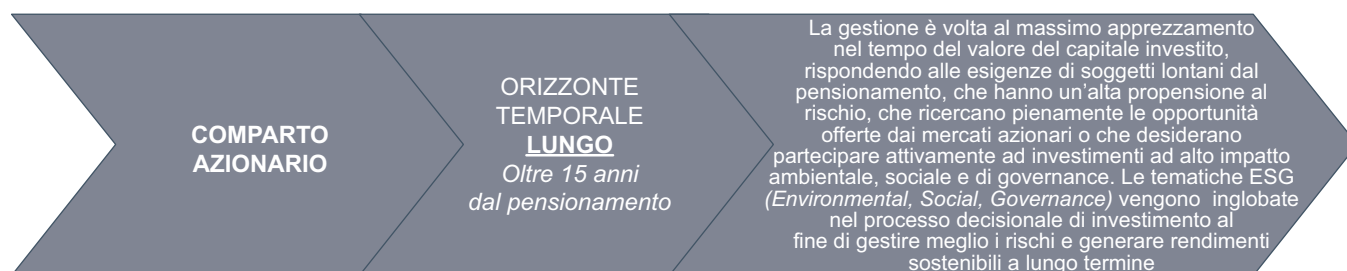 COMPARTO
AZIONARIO
ORIZZONTE
TEMPORALE
LUNGO
Oltre 15 anni
dal pensionamento
La gestione è volta al massimo apprezzamento
nel tempo del valore del capitale investito,
rispondendo alle esigenze di soggetti lontani dal
pensionamento, che hanno un'alta propensione al
rischio, che ricercano pienamente le opportunità
offerte dai mercati azionari o che desiderano
partecipare attivamente ad investimenti ad alto impatto
ambientale, sociale e di governance. Le tematiche ESG
(Environmental, Social, Governance) vengono inglobate
nel processo decisionale di investimento al
fine di gestire meglio i rischi e generare rendimenti
sostenibili a lungo termine